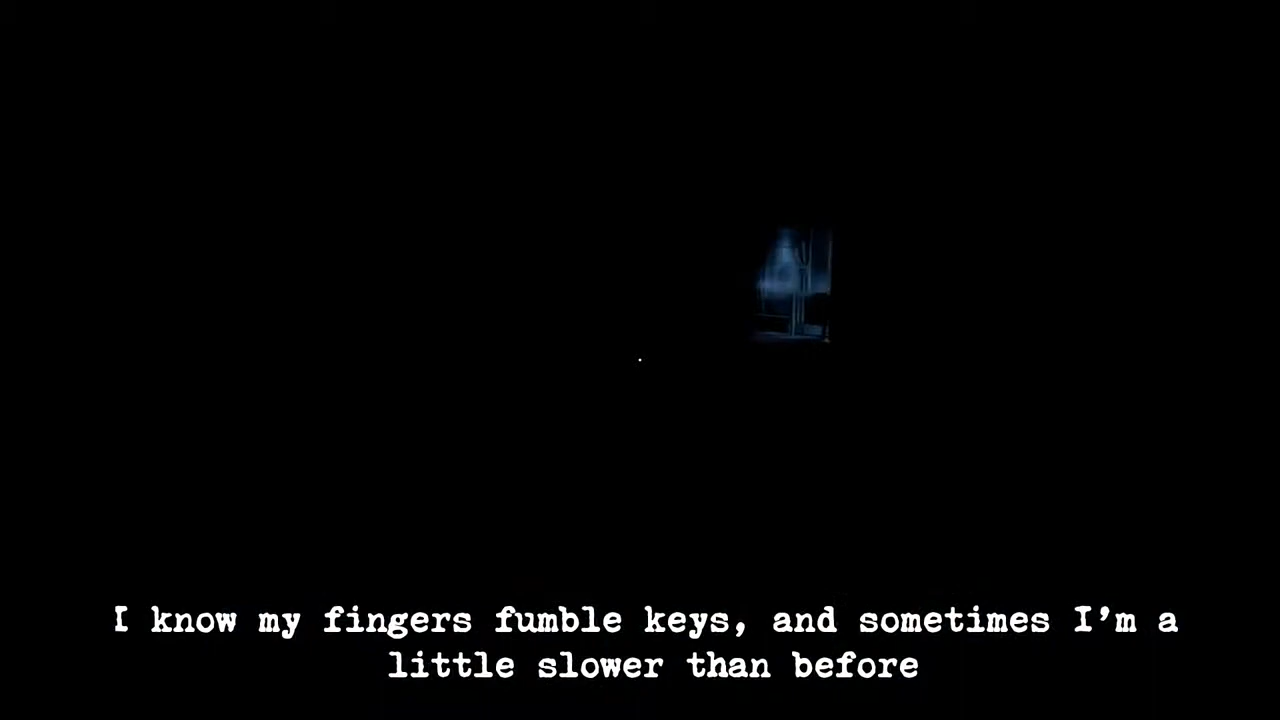 I know my fingers fumble keys, and sometimes I'm a
little slower than before